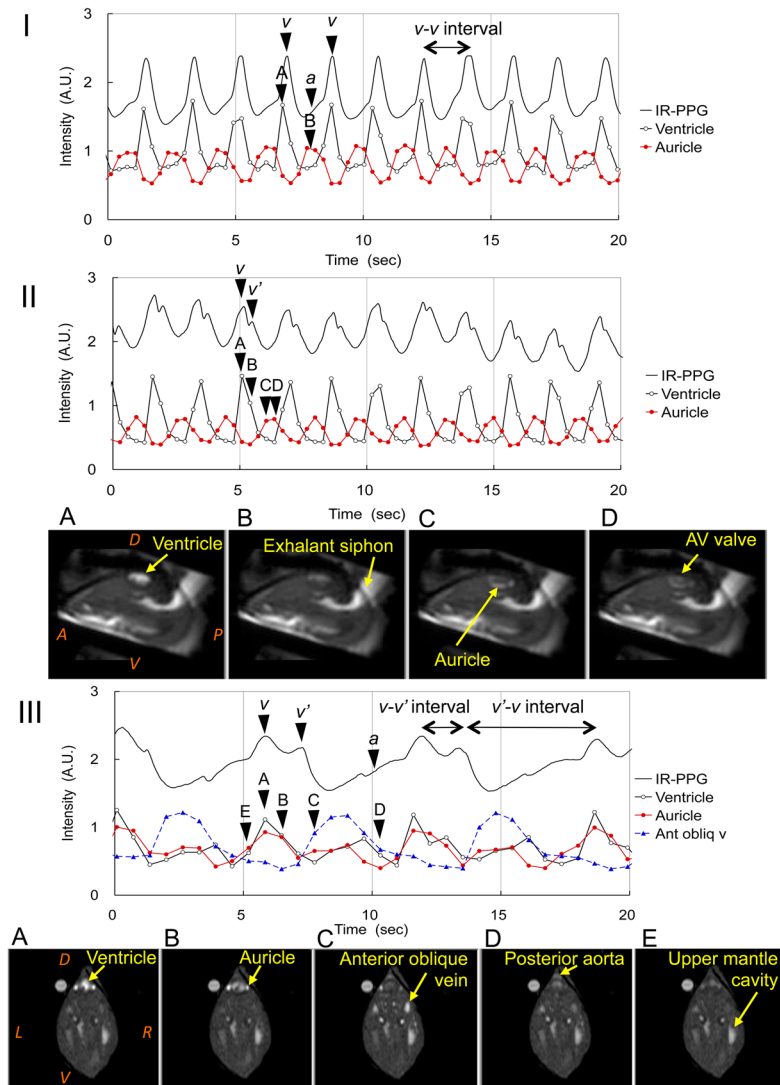 I
3
2
1
0
Intensity (A.U.)
v
v
v-v interval
A
a
B
IR-PPG
Ventricle
Auricle
0
5
10
15
20
Time (sec)
II
3
2
1
0
Intensity (A.U.)
v
v’
A
B
CD
IR-PPG
Ventricle
Auricle
0
5
10
15
20
Time (sec)
A
B
C
D
D
Ventricle
Exhalant siphon
AV valve
A
P
V
Auricle
III
3
2
1
0
Intensity (A.U.)
v
v’
v-v’ interval
v’-v interval
a
A
E
B
C
D
IR-PPG
Ventricle
Auricle
Ant obliq v
0
5
10
15
20
Time (sec)
A
B
C
D
E
D
Ventricle
Auricle
Anterior oblique
vein
Posterior aorta
Upper mantle
cavity
L
R
V